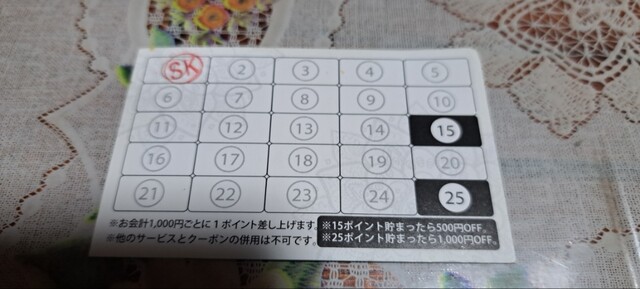 SK 2 3 4 5
6 7 8 9 10
11 12 13 14 15
16 17 18 19 20
21 22 23 24 25
※お会計1,000円ごとに1ポイント差し上げます。
※他のサービスとクーポンの併用は不可です。
※15ポイント貯まったら500円OFF。
※25ポイント貯まったら1,000円OFF。